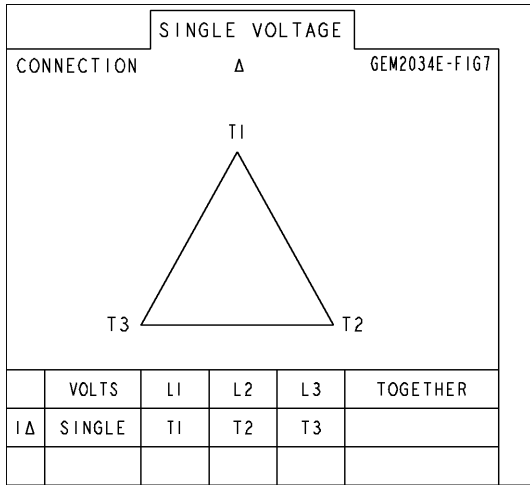 SINGLE VOLTAGE
CONNECTION Δ GEM2034E-FIG7
T1
T3 T2
VOLTS L1 L2 L3 TOGETHER
1Δ SINGLE T1 T2 T3